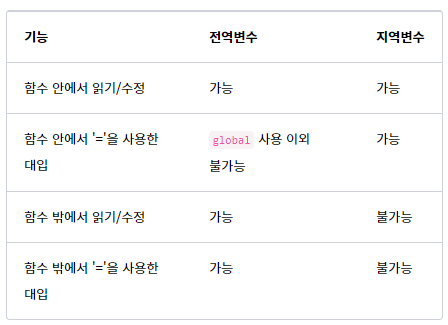 기능 전역변수 지역변수
함수 안에서 읽기/수정 가능 가능
함수 안에서 '='을 사용한 global 사용 이외 가능
대입 불가능
함수 밖에서 읽기/수정 가능 불가능
함수 밖에서 '='을 사용한 가능 불가능
대입